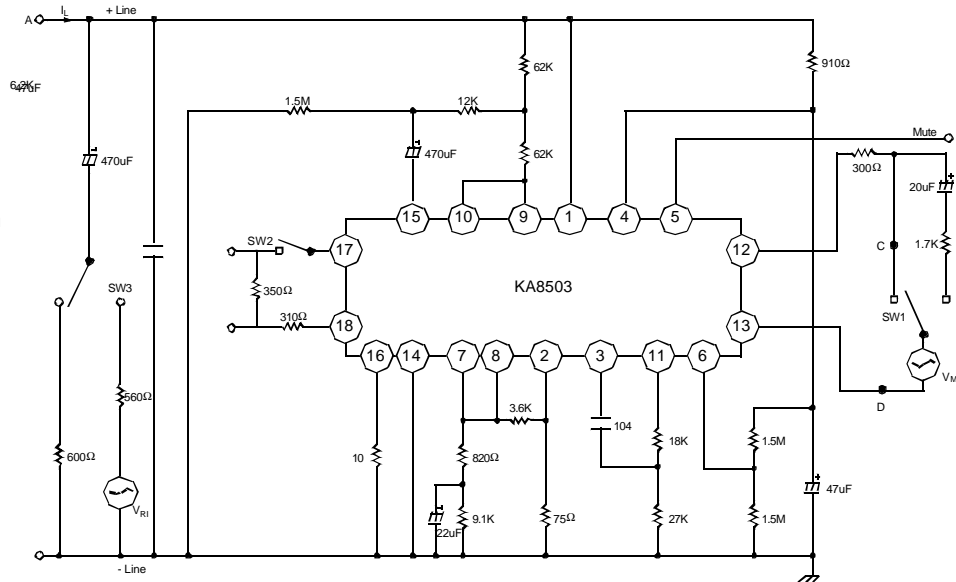 A
I_L
+ Line
62K
910Ω
1.5M
12K
Mute
470uF
470uF
62K
300Ω
20uF
15
10
9
1
4
5
SW2
17
12
1.7K
C
SW3
350Ω
KA8503
310Ω
18
13
SW1
16
14
7
8
2
3
11
6
V_M
D
3.6K
104
560Ω
600Ω
10
820Ω
18K
1.5M
V_RI
22uF
9.1K
75Ω
27K
1.5M
47uF
- Line